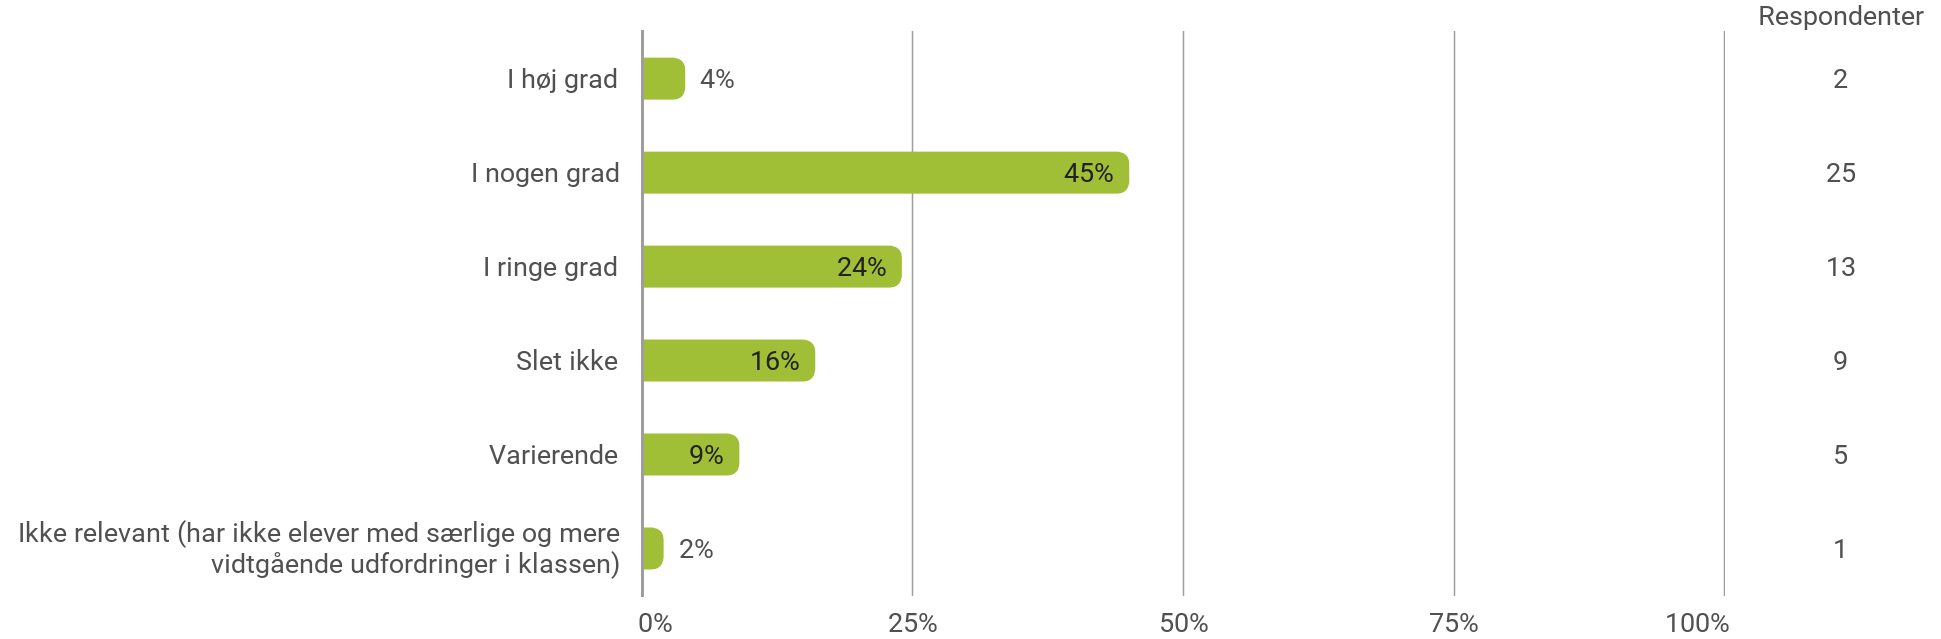 Respondenter
I høj grad 4% 2
I nogen grad 45% 25
I ringe grad 24% 13
Slet ikke 16% 9
Varierende 9% 5
Ikke relevant (har ikke elever med særlige og mere
vidtgående udfordringer i klassen) 2% 1
0% 25% 50% 75% 100%